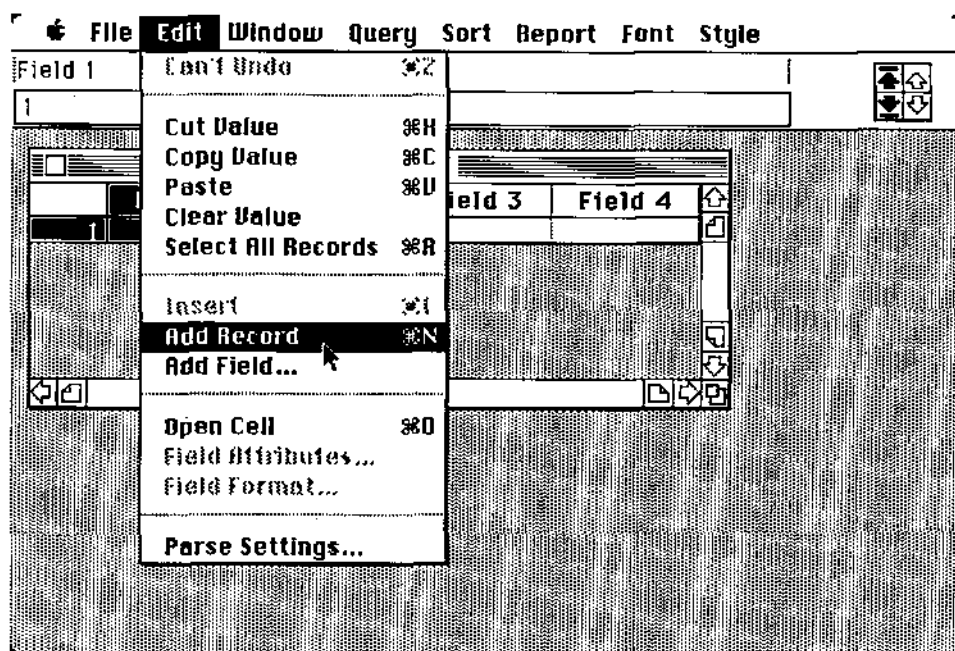 File Edit Window Query Sort Report Font Style
Field 1
1
Can't Undo ⌘Z
Cut Value ⌘X
Copy Value ⌘C
Paste ⌘V
Clear Value
Select All Records ⌘A
Insert ⌘I
Add Record ⌘N
Add Field...
Open Cell ⌘O
Field Attributes...
Field Format...
Parse Settings...
ield 3 Field 4
1